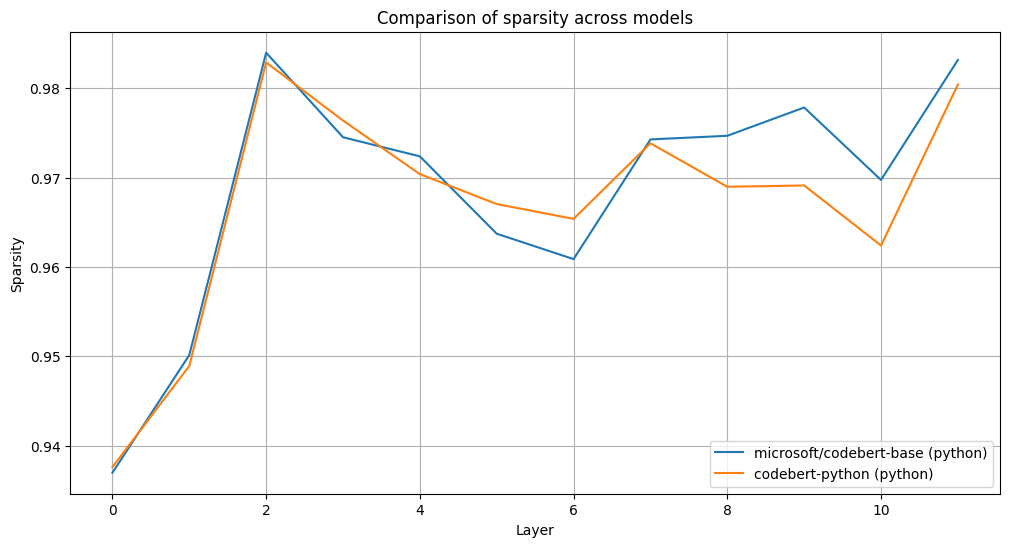 Comparison of sparsity across models
Sparsity
0.98
0.97
0.96
0.95
0.94
0 2 4 6 8 10
Layer
microsoft/codebert-base (python)
codebert-python (python)